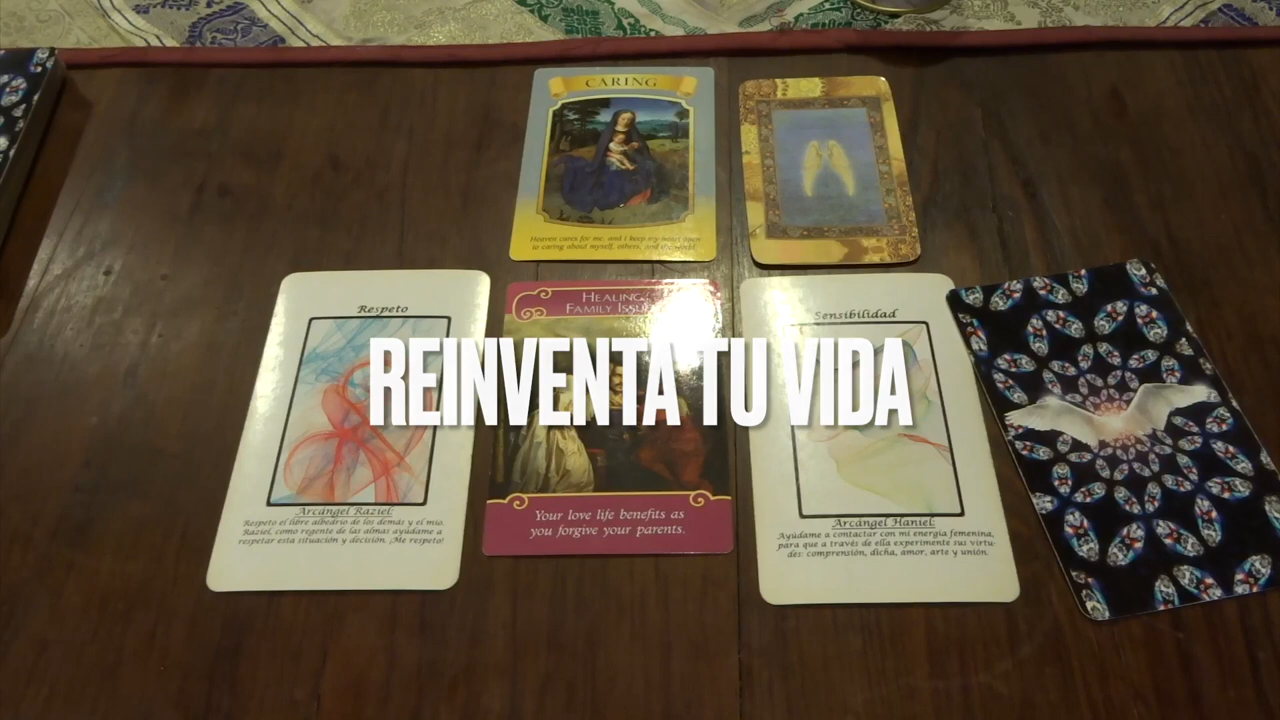 CARING
Heaven cares for me, and I keep my heart open
to caring about myself, others, and the world.
Respeto
HEALING
FAMILY
Sensibilidad
REINVENTA TU VIDA
Arcángel Raziel:
Respeto el libre albedrío de los demás y el mío.
Raziel, como regente de las almas ayúdame a
respetar esta situación y decisión. ¡Me respeto!
Your love life benefits as
you forgive your parents.
Arcángel Haniel:
Ayúdame a contactar con mi energía femenina,
para que a través de ella experimente sus virtu-
des: comprensión, dicha, amor, arte y unión.